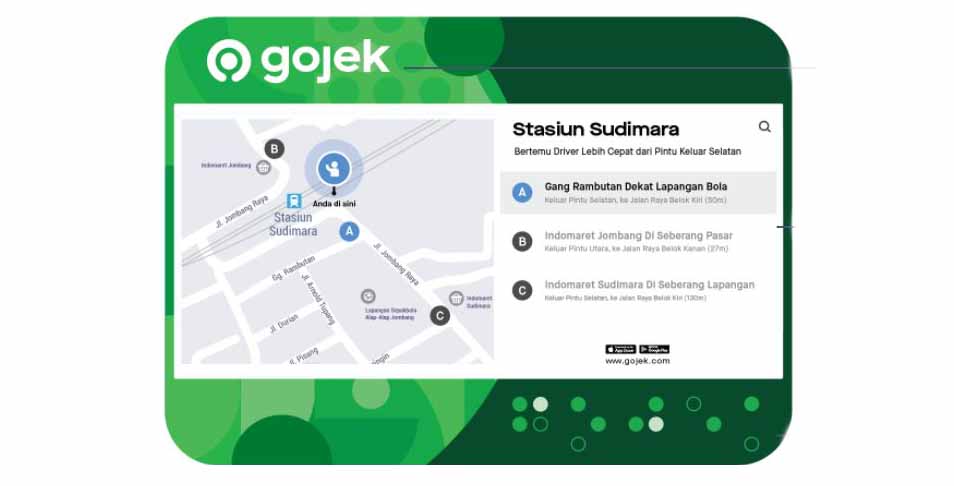 gojek
B
Indomaret Jombang
Anda di sini
Jl. Jombang Raya
Stasiun
Sudimara
A
Gg. Rambutan
Jl. Jombang Raya
Jl. Arnold Tugang
Lapangan Sepakbola
Alap-Alap Jombang
Indomaret
Sudimara
C
Jl. Durian
Jl. Pisang
ingin
Stasiun Sudimara
Bertemu Driver Lebih Cepat dari Pintu Keluar Selatan
A
Gang Rambutan Dekat Lapangan Bola
Keluar Pintu Selatan, ke Jalan Raya Belok Kiri (50m)
B
Indomaret Jombang Di Seberang Pasar
Keluar Pintu Utara, ke Jalan Raya Belok Kanan (27m)
C
Indomaret Sudimara Di Seberang Lapangan
Keluar Pintu Selatan, ke Jalan Raya Belok Kiri (130m)
App Store
Google Play
www.gojek.com